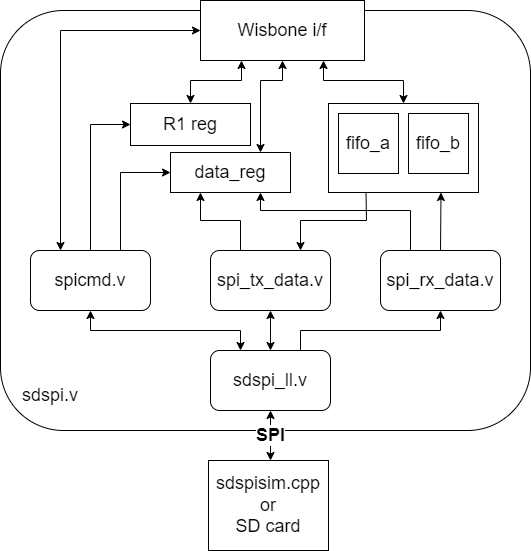 Wisbone i/f
R1 reg
fifo_a
fifo_b
data_reg
spicmd.v
spi_tx_data.v
spi_rx_data.v
sdspi_ll.v
sdspi.v
SPI
sdspisim.cpp
or
SD card